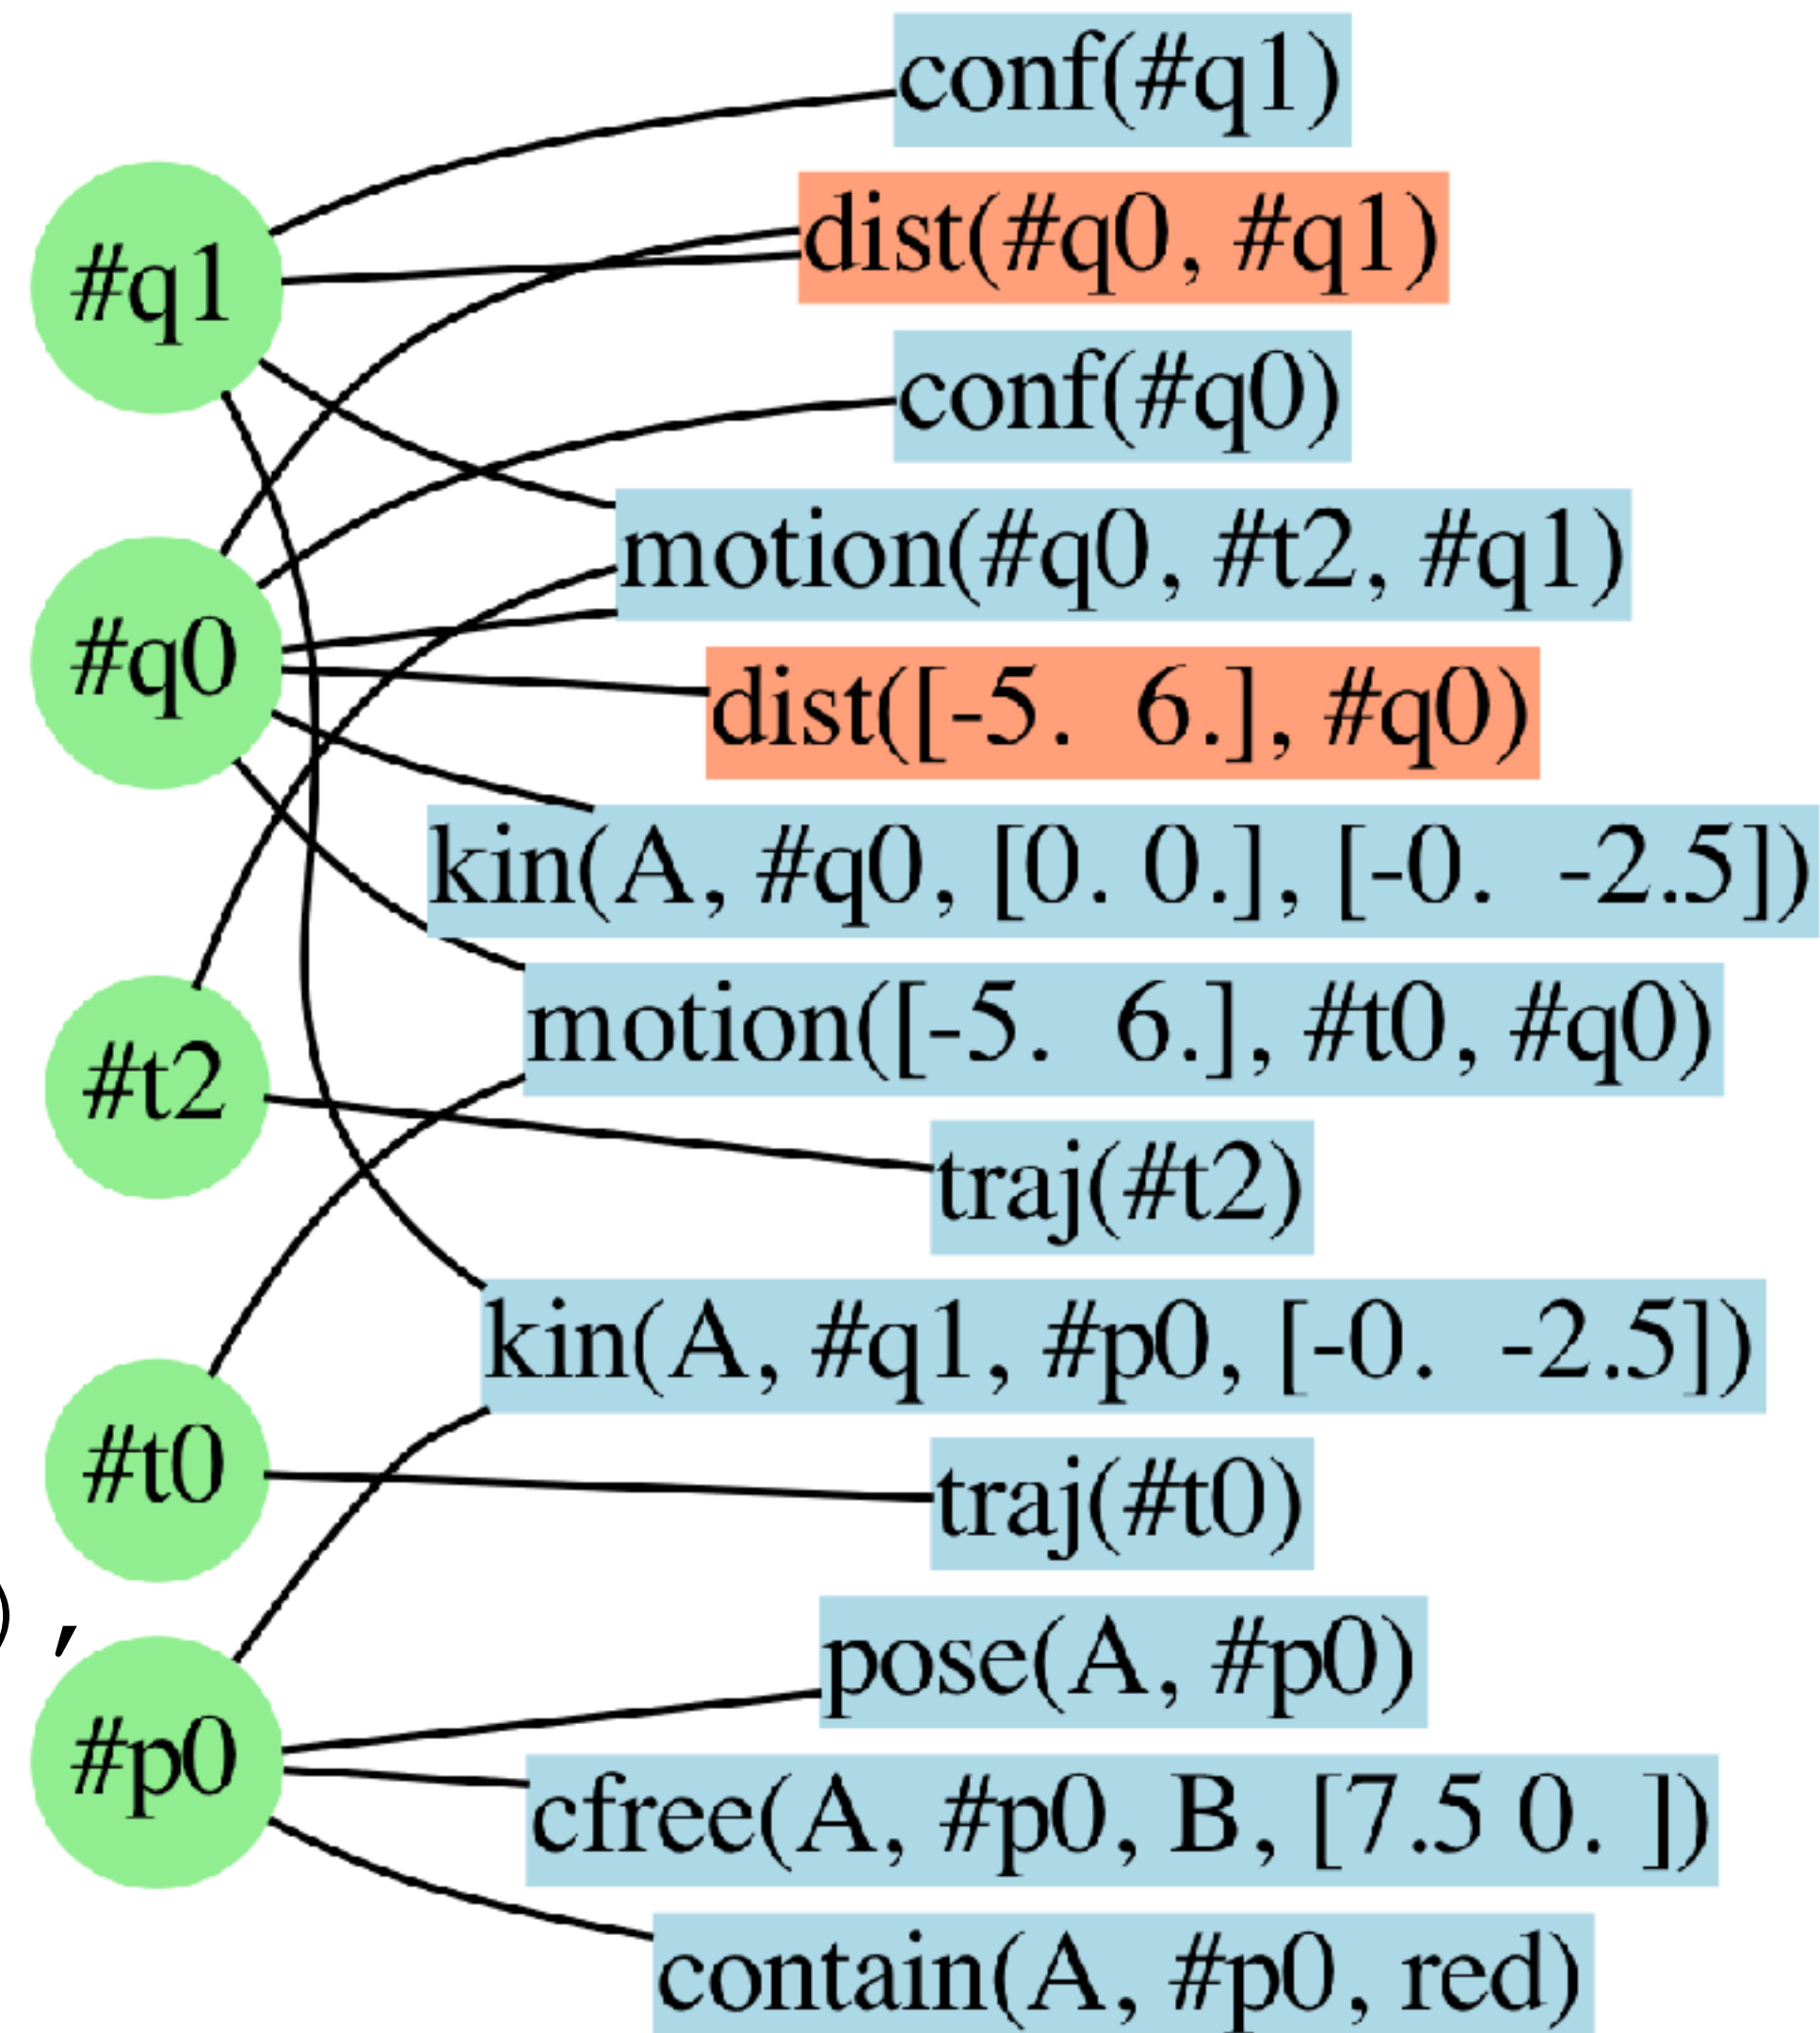 conf(#q1)
#q1
dist(#q0, #q1)
conf(#q0)
motion(#q0, #t2, #q1)
#q0
dist([-5.  6.], #q0)
kin(A, #q0, [0. 0.], [-0.  -2.5])
motion([-5.  6.], #t0, #q0)
#t2
traj(#t2)
kin(A, #q1, #p0, [-0.  -2.5])
#t0
traj(#t0)
),
pose(A, #p0)
#p0
cfree(A, #p0, B, [7.5 0. ])
contain(A, #p0, red)